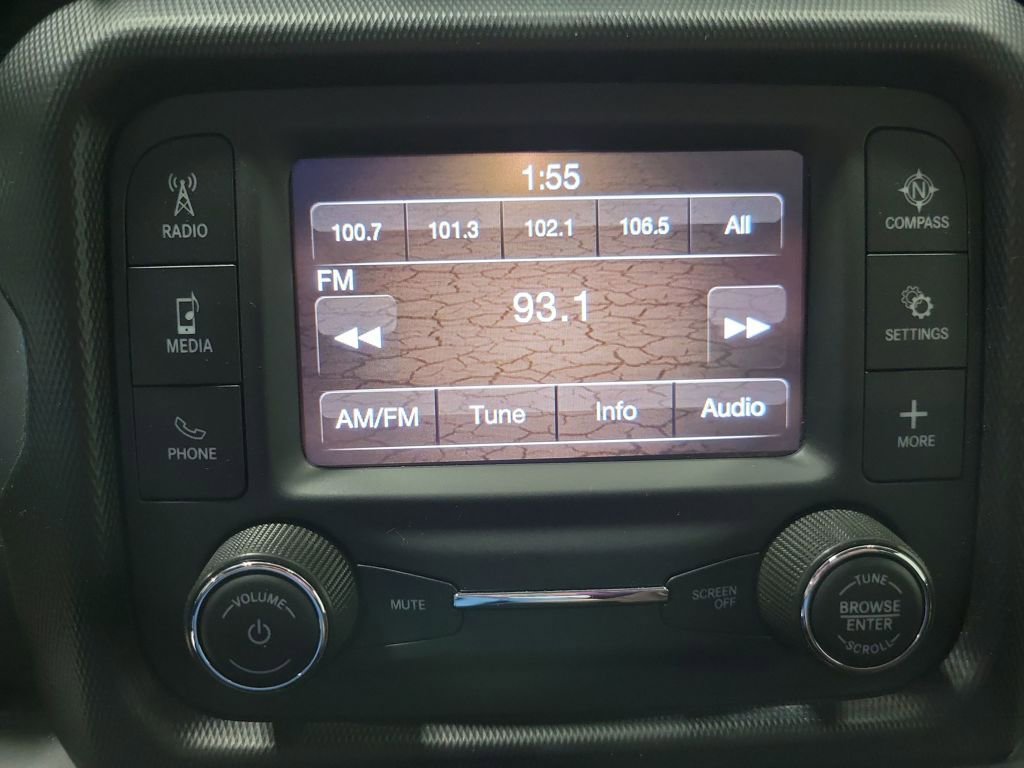 1:55
100.7 101.3 102.1 106.5 All
FM
93.1
AM/FM Tune Info Audio
RADIO
MEDIA
PHONE
N
COMPASS
SETTINGS
MORE
VOLUME
MUTE
SCREEN
OFF
TUNE
BROWSE
ENTER
SCROLL